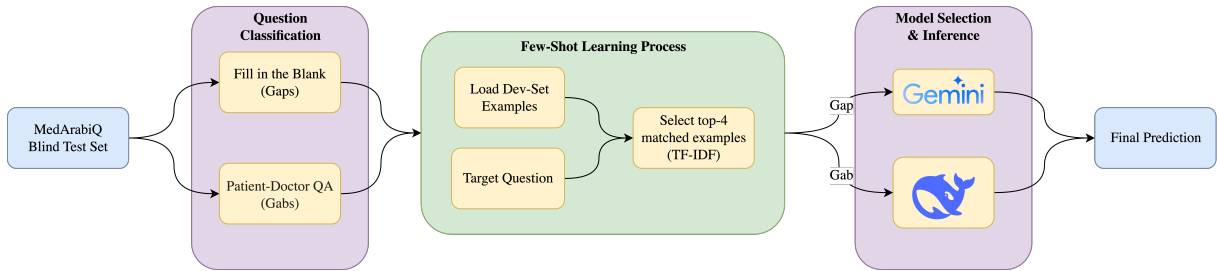 MedArabiQ
Blind Test Set
Question
Classification
Fill in the Blank
(Gaps)
Patient-Doctor QA
(Gabs)
Few-Shot Learning Process
Load Dev-Set
Examples
Target Question
Select top-4
matched examples
(TF-IDF)
Gap
Gab
Model Selection
& Inference
Gemini
Final Prediction